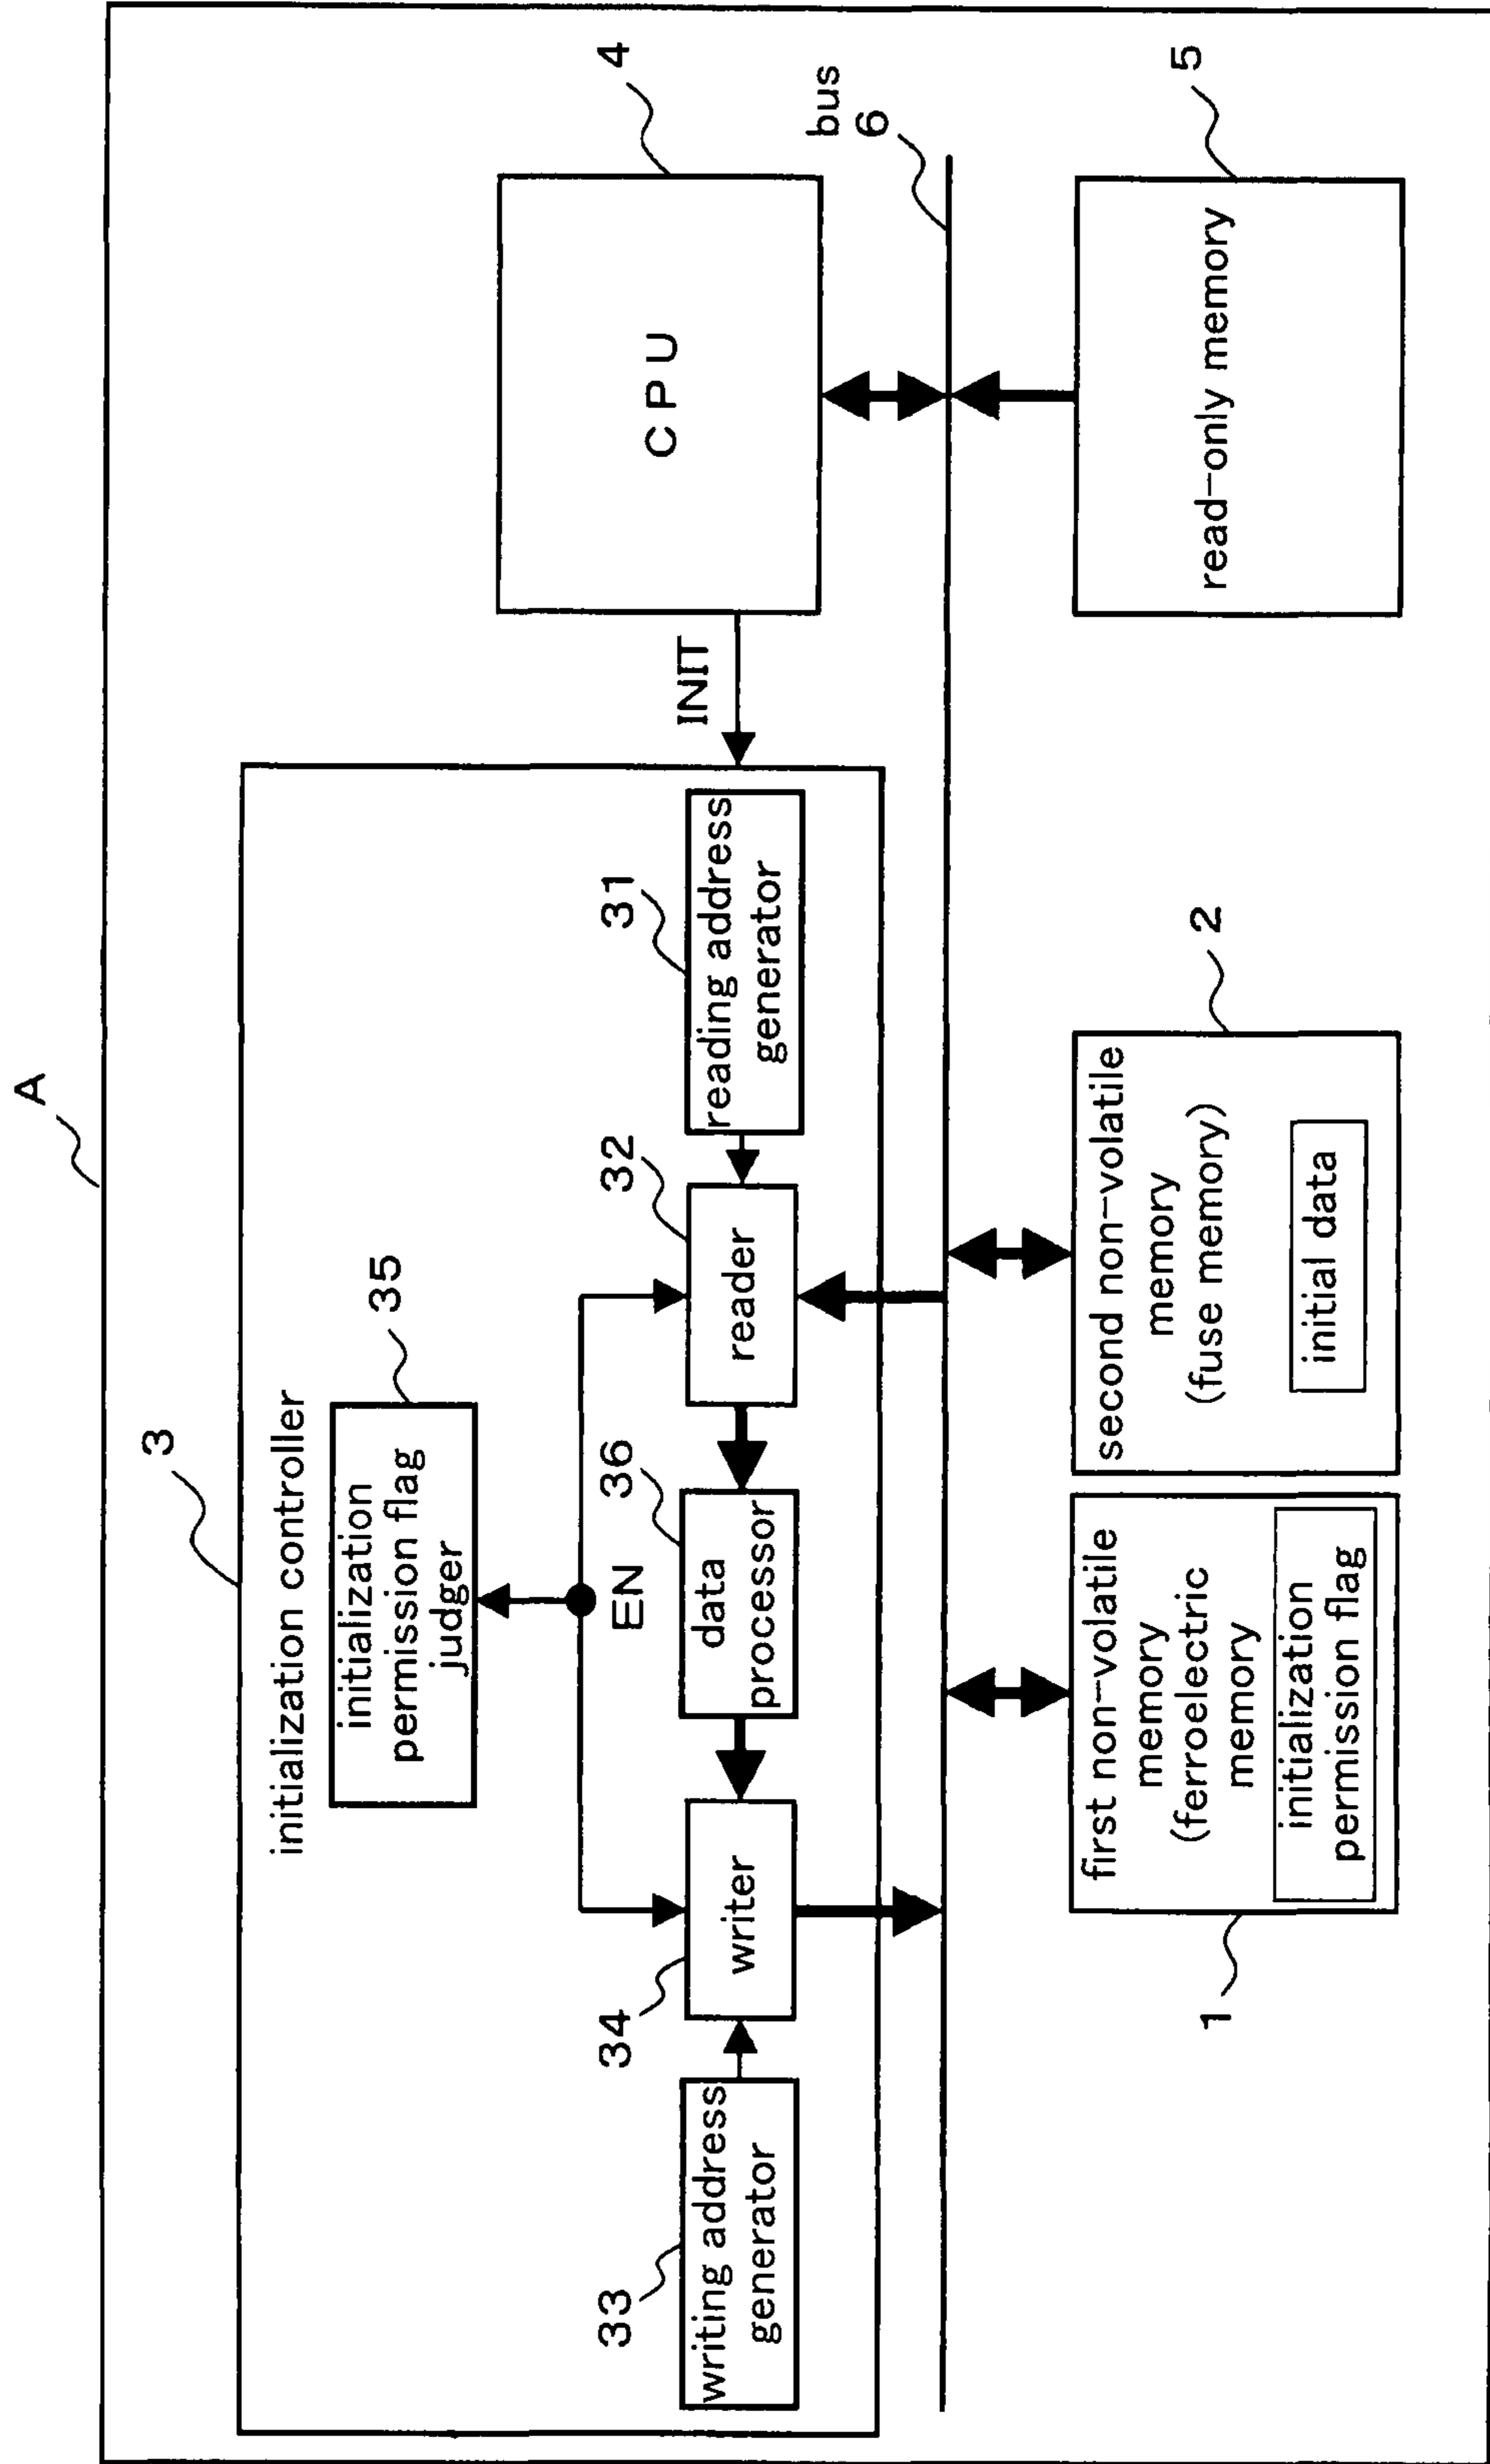 A
3
initialization controller
35
initialization
permission flag
judger
EN
33
writing address
generator
34
writer
36
data
processor
32
reader
31
reading address
generator
INIT
4
CPU
bus
6
1
first non-volatile
memory
(ferroelectric
memory
initialization
permission flag
2
second non-volatile
memory
(fuse memory)
initial data
5
read-only memory